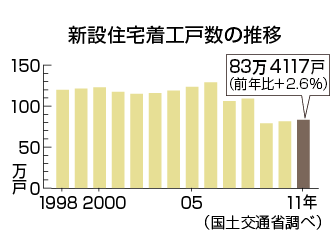 新設住宅着工戸数の推移
83万4117戸
(前年比+2.6%)
150
100
50
0
万戸
1998 2000 05 11年
(国土交通省調べ)